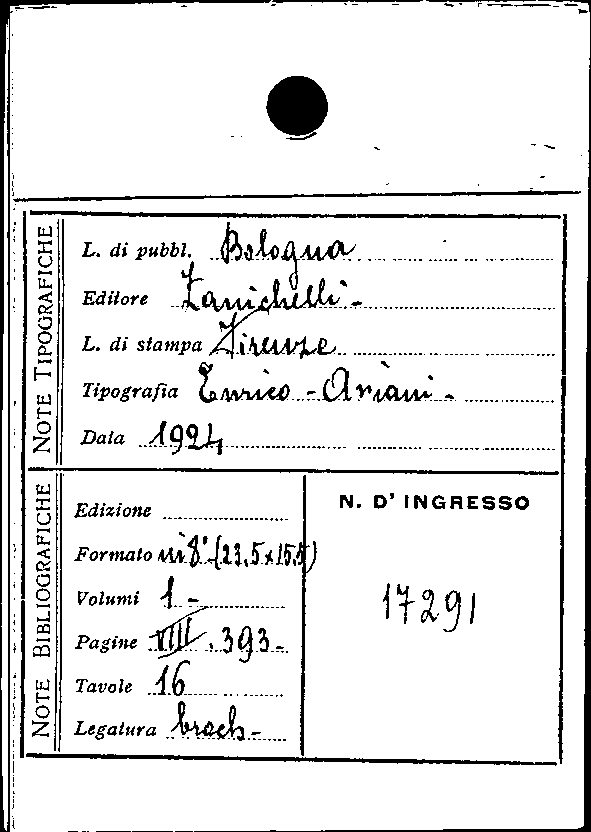 NOTE TIPOGRAFICHE
L. di pubbl. Bologna
Editore Zanichelli -
L. di stampa Firenze
Tipografia Enrico - Ariani -
Data 1924
NOTE BIBLIOGRAFICHE
Edizione
Formato in 8° (23,5 x 15,5)
Volumi 1 -
Pagine VIII . 393 -
Tavole 16
Legatura broch -
N. D' INGRESSO
17291